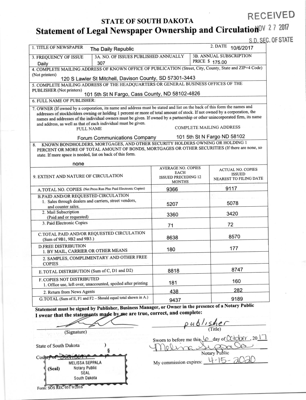 RECEIVED
NOV 27 2017
S.D. SEC. OF STATE
STATE OF SOUTH DAKOTA
Statement of Legal Newspaper Ownership and Circulation
1. TITLE OF NEWSPAPER The Daily Republic 2. DATE 10/6/2017
3. FREQUENCY OF ISSUE Daily 3A. NO. OF ISSUES PUBLISHED ANNUALLY 307 3B. ANNUAL SUBSCRIPTION PRICE $ 175.00
4. COMPLETE MAILING ADDRESS OF KNOWN OFFICE OF PUBLICATION (Street, City, County, State and ZIP+4 Code)
(Not printers)
120 S Lawler St Mitchell, Davison County, SD 57301-3443
5. COMPLETE MAILING ADDRESS OF THE HEADQUARTERS OR GENERAL BUSINESS OFFICE OF THE
PUBLISHER (Not printers) 101 5th St N Fargo, Cass County, ND 58102-4826
6. FULL NAME OF PUBLISHER
7. OWNER (If owned by a corporation, its name and address must be stated and list on the back of this form the names and
addresses of stockholders owning or holding 1 percent or more of total amount of stock. If not owned by a corporation, the
names and addresses of the individual owners must be given. If owned by a partnership or other unincorporated firm, its name
and address, as well as that of each individual must be given.
FULL NAME COMPLETE MAILING ADDRESS
Forum Communications Company 101 5th St N Fargo ND 58102
8. KNOWN BONDHOLDERS, MORTGAGES, AND OTHER SECURITY HOLDERS OWNING OR HOLDING 1
PERCENT OR MORE OF TOTAL AMOUNT OF BONDS, MORTGAGES OR OTHER SECURITIES (If there are none, so
state. If more space is needed, list on back of this form.
none
9. EXTENT AND NATURE OF CIRCULATION AVERAGE NO. COPIES EACH ISSUED PRECEDING 12 MONTHS ACTUAL NO. COPIES ISSUED NEAREST TO FILING DATE
A. TOTAL NO. COPIES (Net Press Run Plus Paid Electronic Copies) 9366 9117
B. PAID AND/OR REQUESTED CIRCULATION
1. Sales through dealers and carriers, street vendors,
and counter sales. 5207 5078
2. Mail Subscription
(Paid and or requested) 3360 3420
3. Paid Electronic Copies 71 72
C. TOTAL PAID AND/OR REQUESTED CIRCULATION
(Sum of 9B1, 9B2 and 9B3.) 8638 8570
D. FREE DISTRIBUTION
1. BY MAIL, CARRIER OR OTHER MEANS 180 177
2. SAMPLES, COMPLIMENTARY AND OTHER FREE
COPIES
E. TOTAL DISTRIBUTION (Sum of C, D1 and D2) 8818 8747
F. COPIES NOT DISTRIBUTED
1. Office use, left over, unaccounted, spoiled after printing 181 160
2. Return from News Agents 438 282
G. TOTAL (Sum of E, F1 and F2 – Should equal total shown in A.) 9437 9189
Statement must be signed by Publisher, Business Manager, or Owner in the presence of a Notary Public
I swear that the statements made by me are true, correct, and complete:
publisher
(Signature) (Title)
State of South Dakota )
Sworn to before me this 6 day of October, 2017
MELISSA SEPPALA
Notary Public
SEAL
South Dakota
(Seal)
Melissa Seppala
Notary Public
My commission expires: 4-15-2020